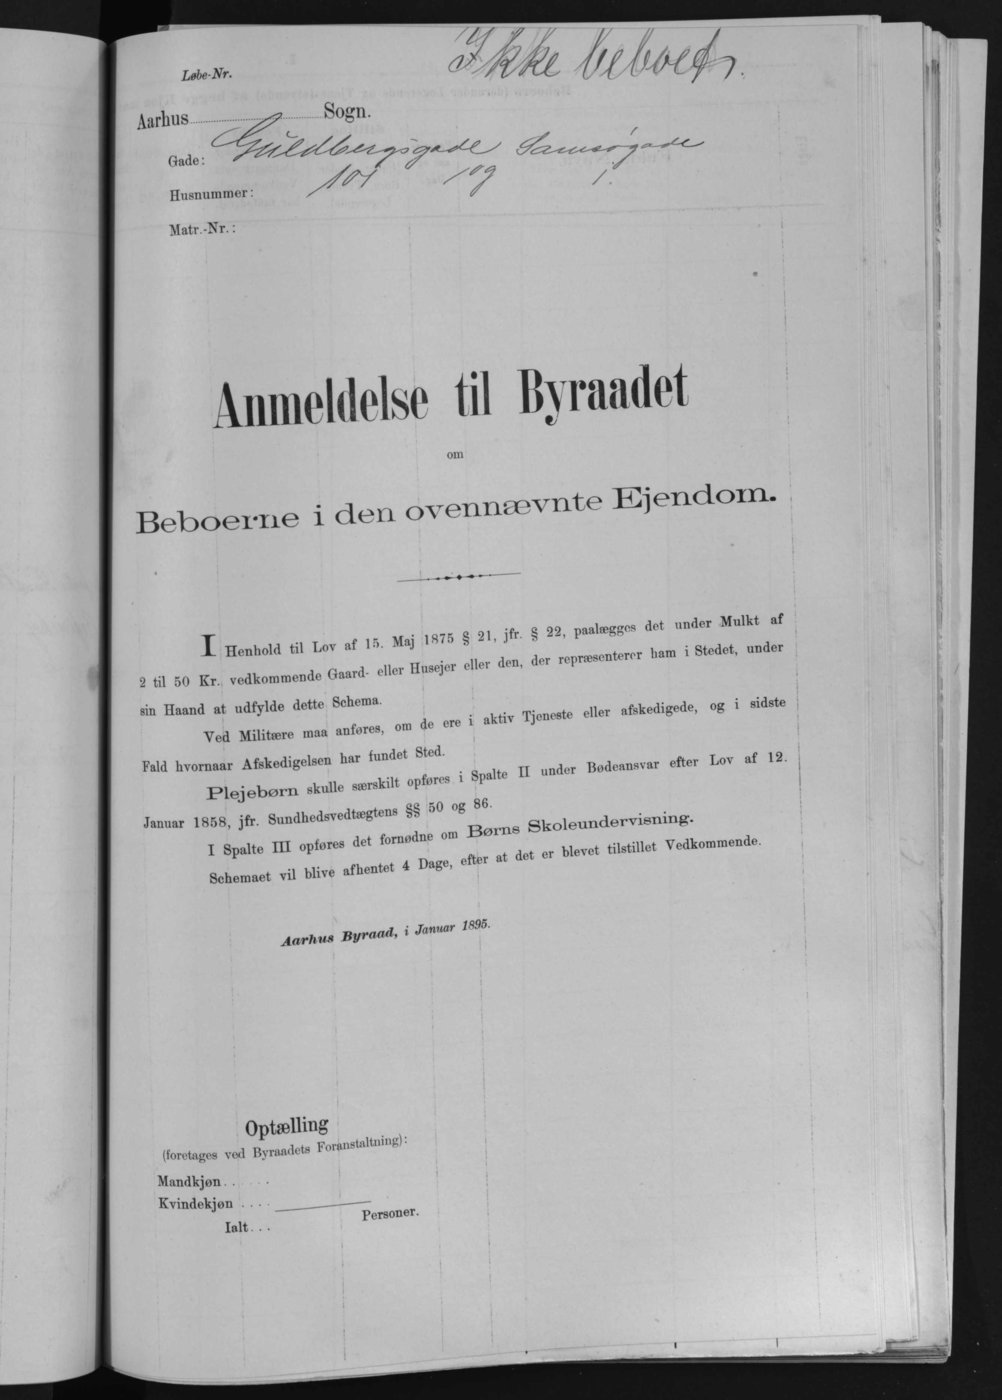 Ikke beboet.
Løbe-Nr.
Aarhus Sogn.
Gade: Guldbergsgade Samsøgade
Husnummer: 101 og 1.
Matr.-Nr.:
Anmeldelse til Byraadet
om
Beboerne i den ovennævnte Ejendom.
I Henhold til Lov af 15. Maj 1875 § 21, jfr. § 22, paalægges det under Mulkt af
2 til 50 Kr. vedkommende Gaard- eller Husejer eller den, der repræsenterer ham i Stedet, under
sin Haand at udfylde dette Schema.
Ved Militære maa anføres, om de ere i aktiv Tjeneste eller afskedigede, og i sidste
Fald hvornaar Afskedigelsen har fundet Sted.
Plejebørn skulle særskilt opføres i Spalte II under Bødeansvar efter Lov af 12.
Januar 1858, jfr. Sundhedsvedtægtens §§ 50 og 86.
I Spalte III opføres det fornødne om Børns Skoleundervisning.
Schemaet vil blive afhentet 4 Dage, efter at det er blevet tilstillet Vedkommende.
Aarhus Byraad, i Januar 1895.
Optælling
(foretages ved Byraadets Foranstaltning):
Mandkjøn......
Kvindekjøn ....
Ialt... Personer.